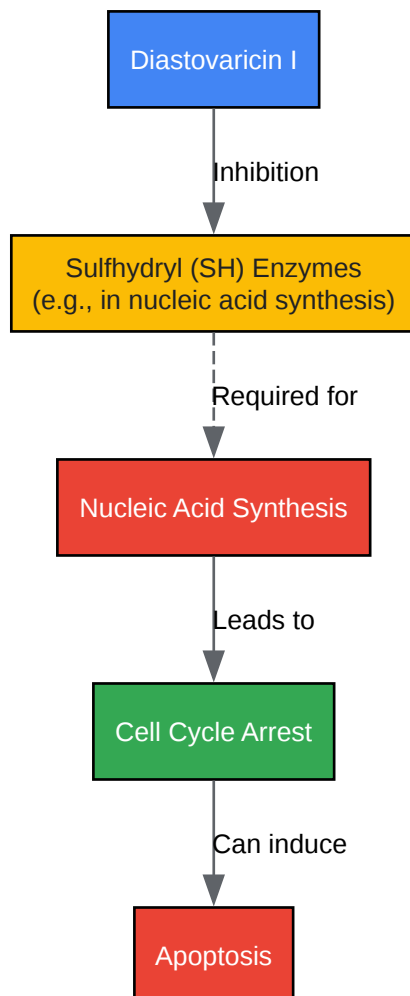 Diastovaricin I
Inhibition
Sulfhydryl (SH) Enzymes
(e.g., in nucleic acid synthesis)
Required for
Nucleic Acid Synthesis
Leads to
Cell Cycle Arrest
Can induce
Apoptosis